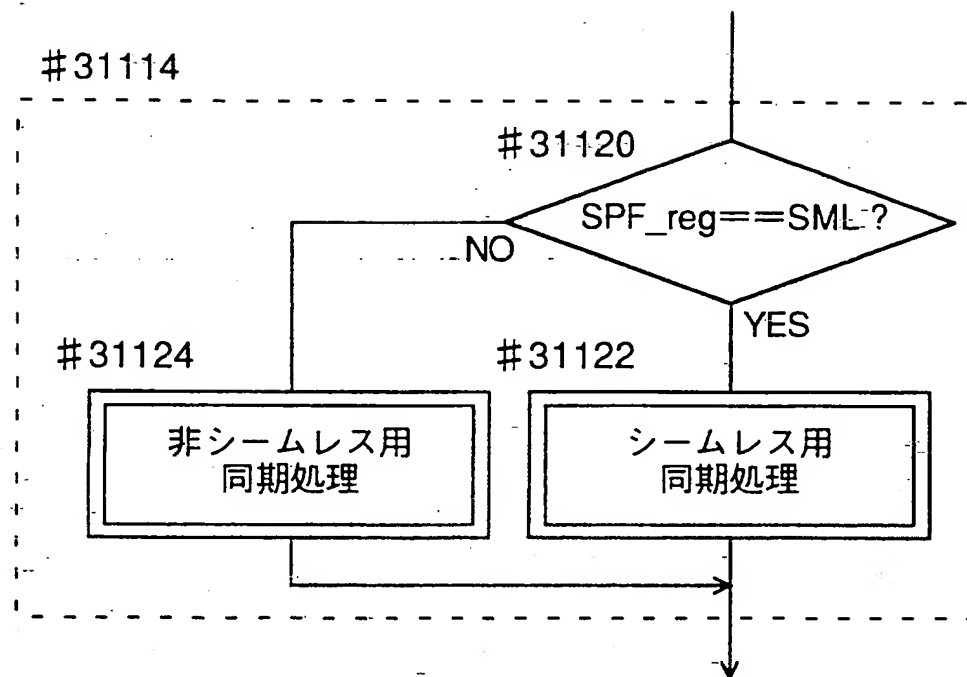 #31114
#31120
SPF_reg==SML?
NO
YES
#31124
#31122
非シームレス用
同期処理
シームレス用
同期処理